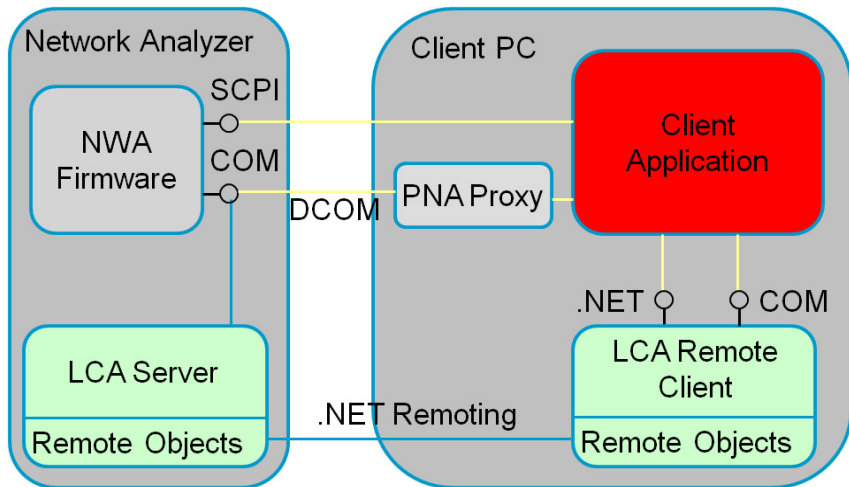 Network Analyzer
SCPI
NWA
Firmware
COM
DCOM
LCA Server
Remote Objects
.NET Remoting
Client PC
Client
Application
PNA Proxy
.NET
COM
LCA Remote
Client
Remote Objects